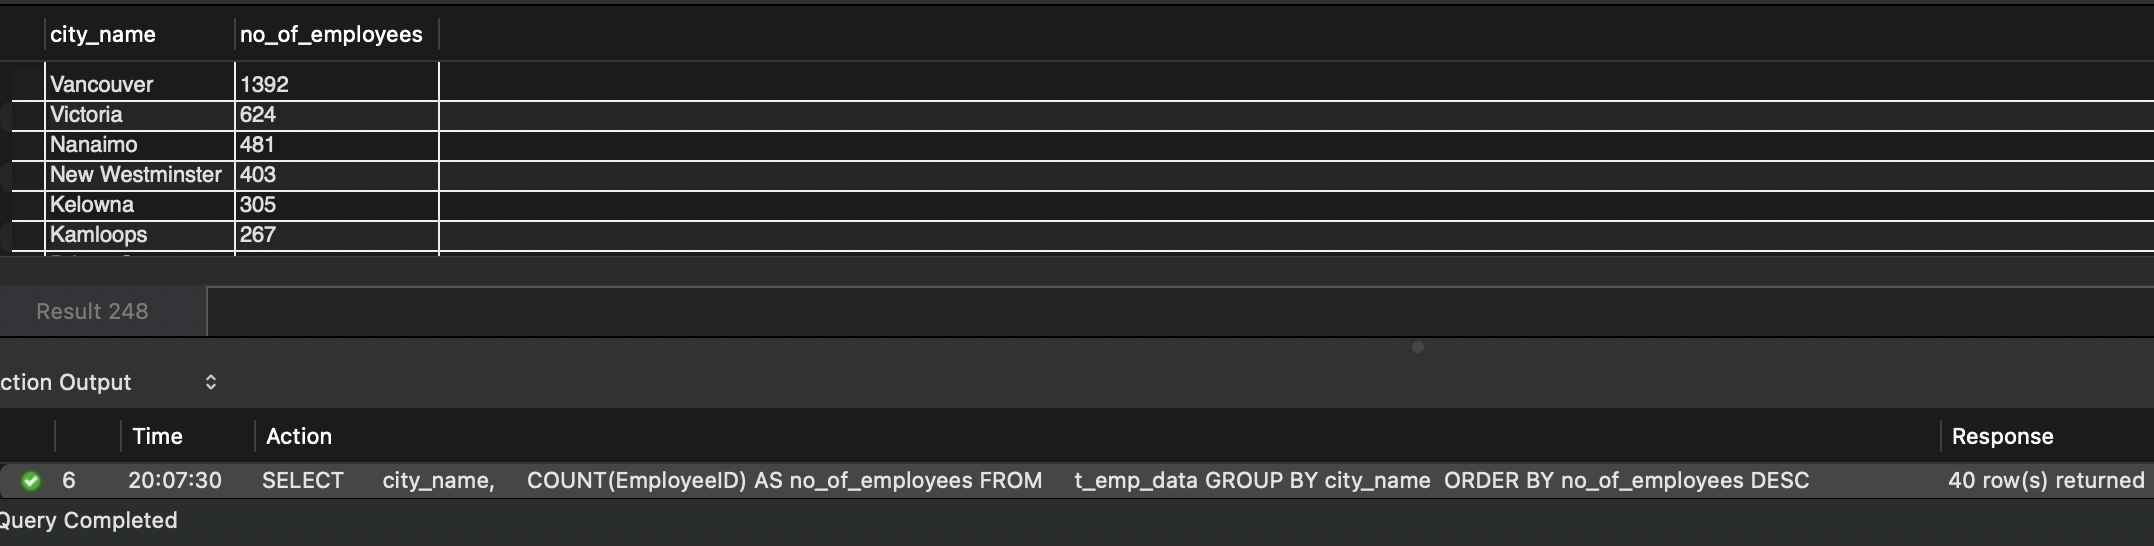 city_name no_of_employees
Vancouver 1392
Victoria 624
Nanaimo 481
New Westminster 403
Kelowna 305
Kamloops 267
Result 248
ction Output
Time Action Response
6 20:07:30 SELECT city_name, COUNT(EmployeeID) AS no_of_employees FROM t_emp_data GROUP BY city_name ORDER BY no_of_employees DESC 40 row(s) returned
Query Completed